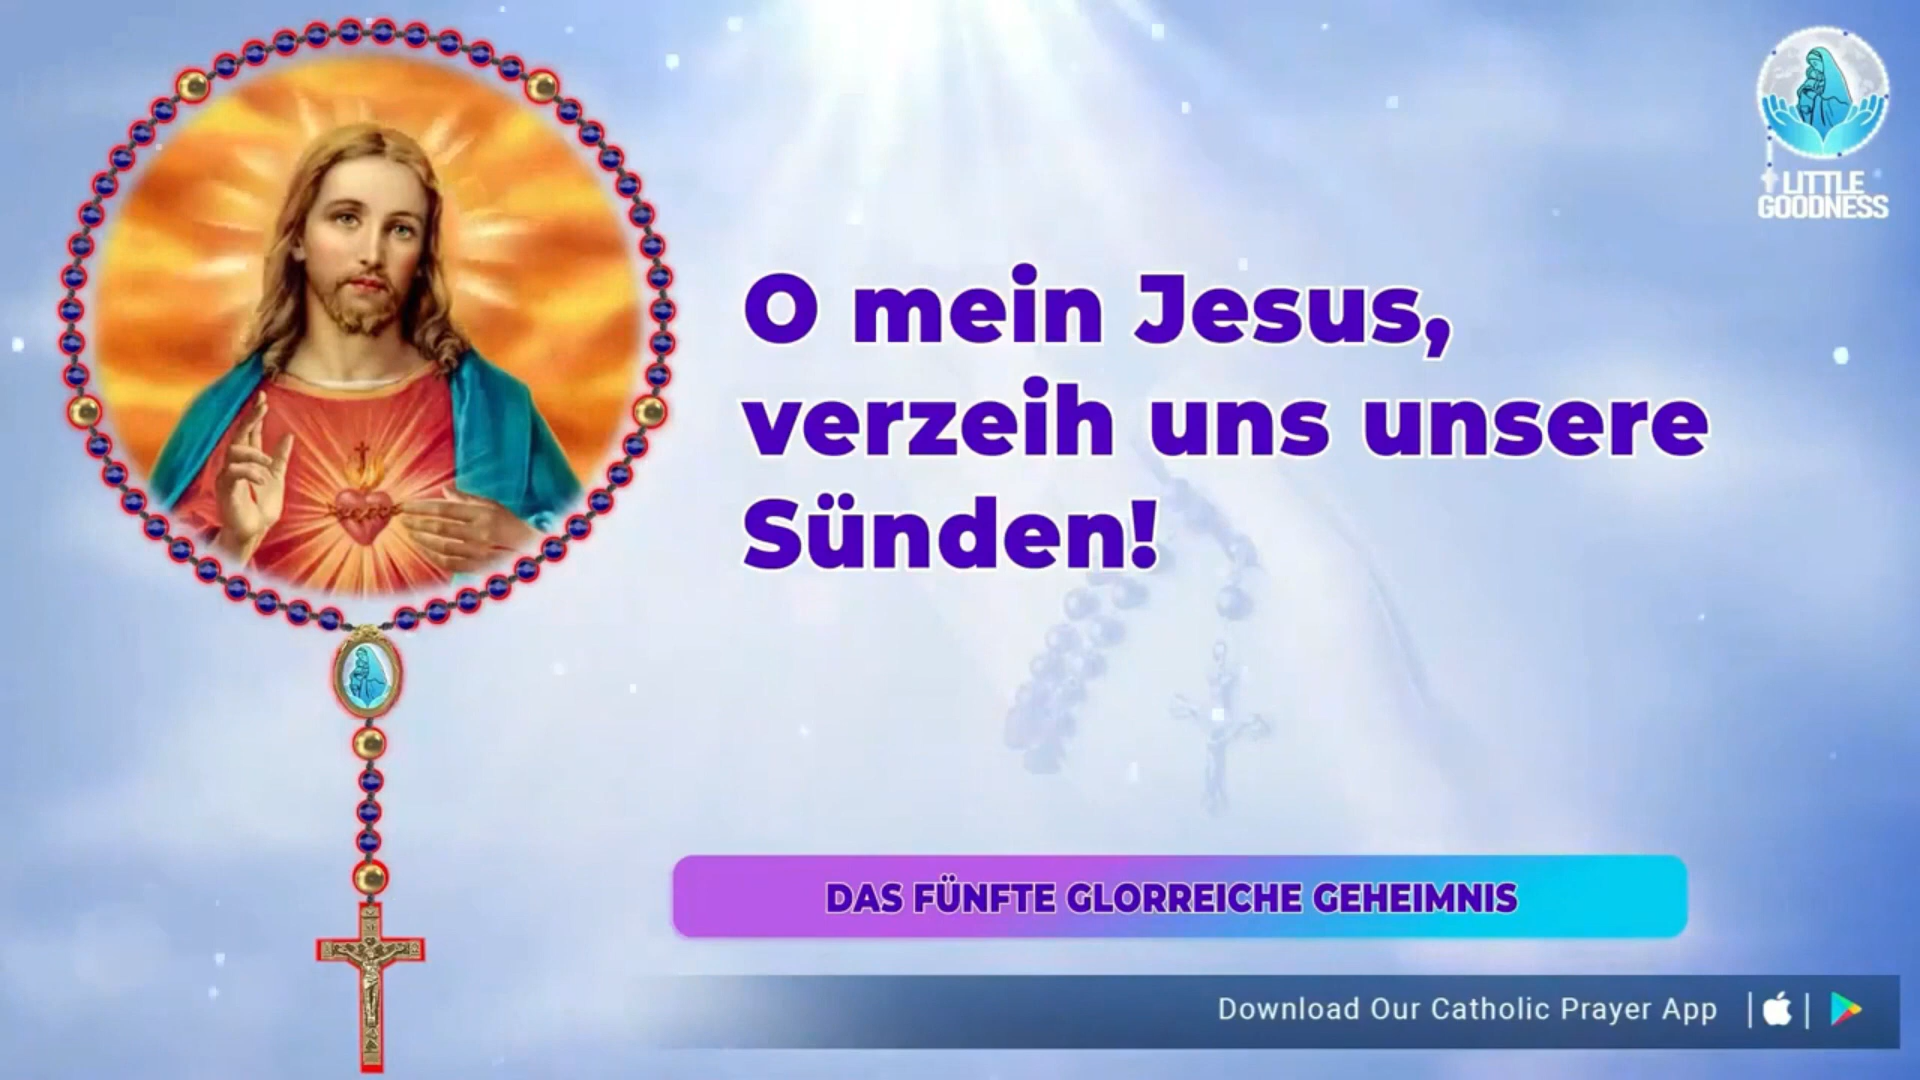 LITTLE
GOODNESS
O mein Jesus,
verzeih uns unsere
Sünden!
DAS FÜNFTE GLORREICHE GEHEIMNIS
Download Our Catholic Prayer App